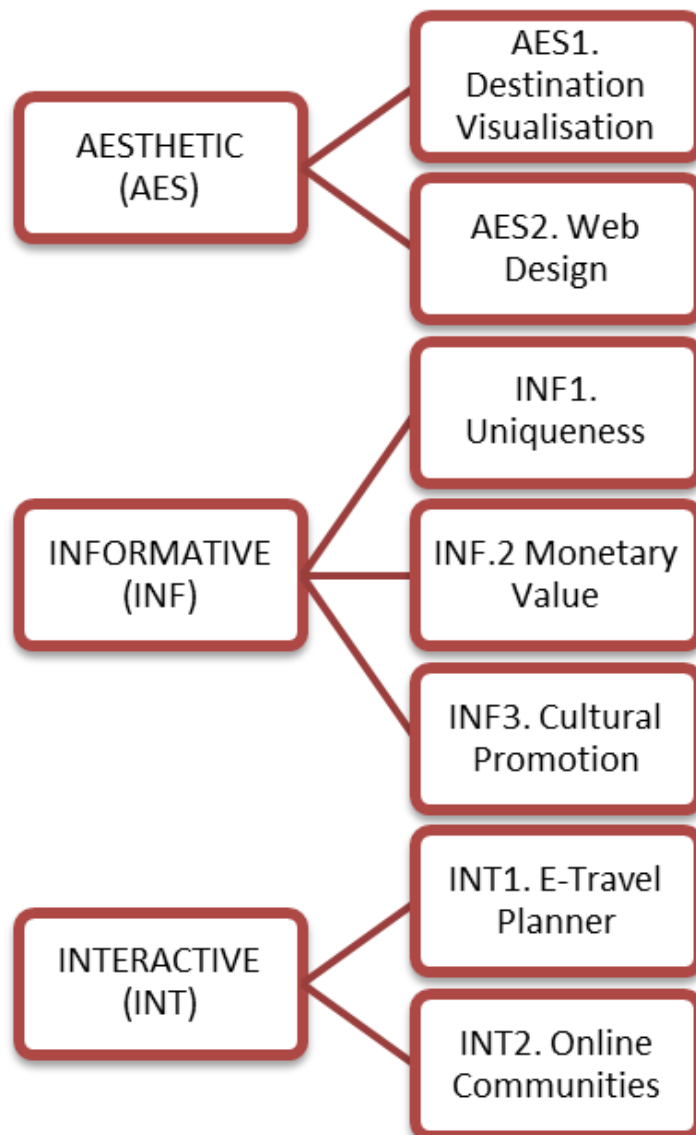 AESTHETIC
(AES)
AES1.
Destination
Visualisation
AES2. Web
Design
INFORMATIVE
(INF)
INF1.
Uniqueness
INF.2 Monetary
Value
INF3. Cultural
Promotion
INTERACTIVE
(INT)
INT1. E-Travel
Planner
INT2. Online
Communities